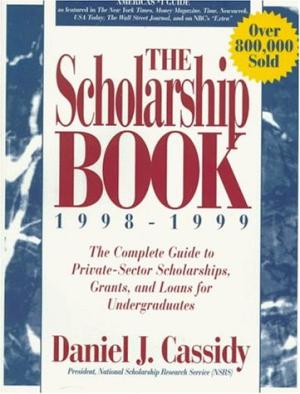 AMERICA'S #1 GUIDE
as featured in The New York Times, Money Magazine, Time, Newsweek,
USA Today, The Wall Street Journal, and on NBC's "Extra"
Over
800,000
Sold
THE
Scholarship
BOOK
1998-1999
The Complete Guide to
Private-Sector Scholarships,
Grants, and Loans for
Undergraduates
Daniel J. Cassidy
President, National Scholarship Research Service (NSRS)